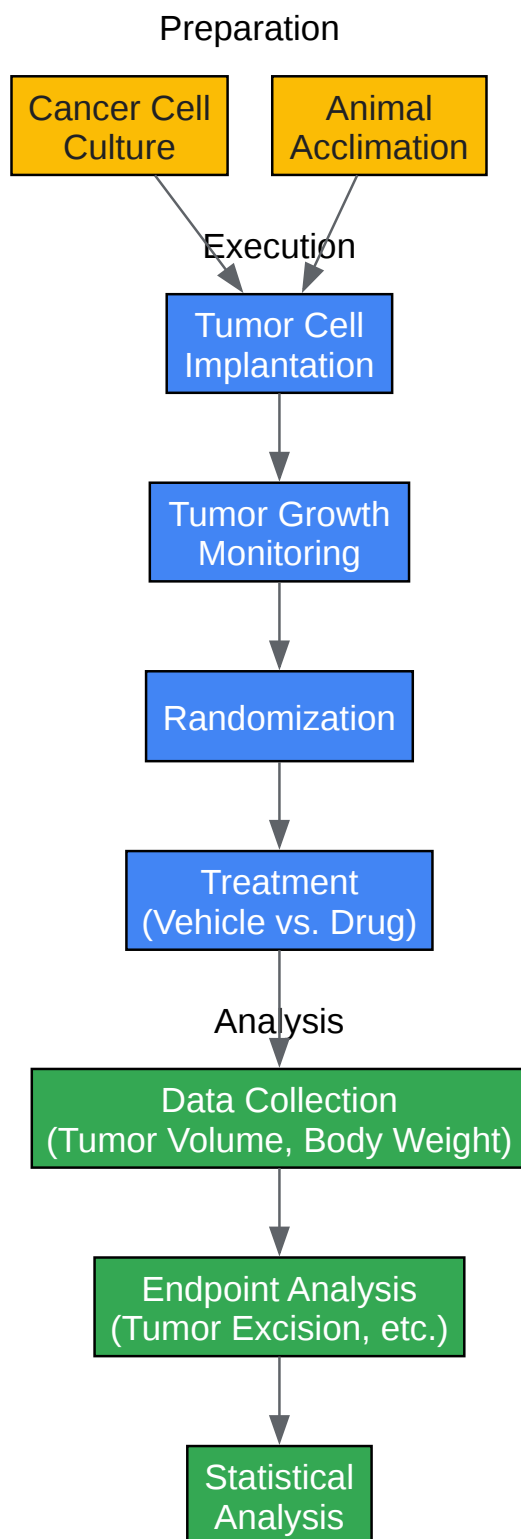 Preparation
Cancer Cell
Culture
Animal
Acclimation
Execution
Tumor Cell
Implantation
Tumor Growth
Monitoring
Randomization
Treatment
(Vehicle vs. Drug)
Analysis
Data Collection
(Tumor Volume, Body Weight)
Endpoint Analysis
(Tumor Excision, etc.)
Statistical
Analysis